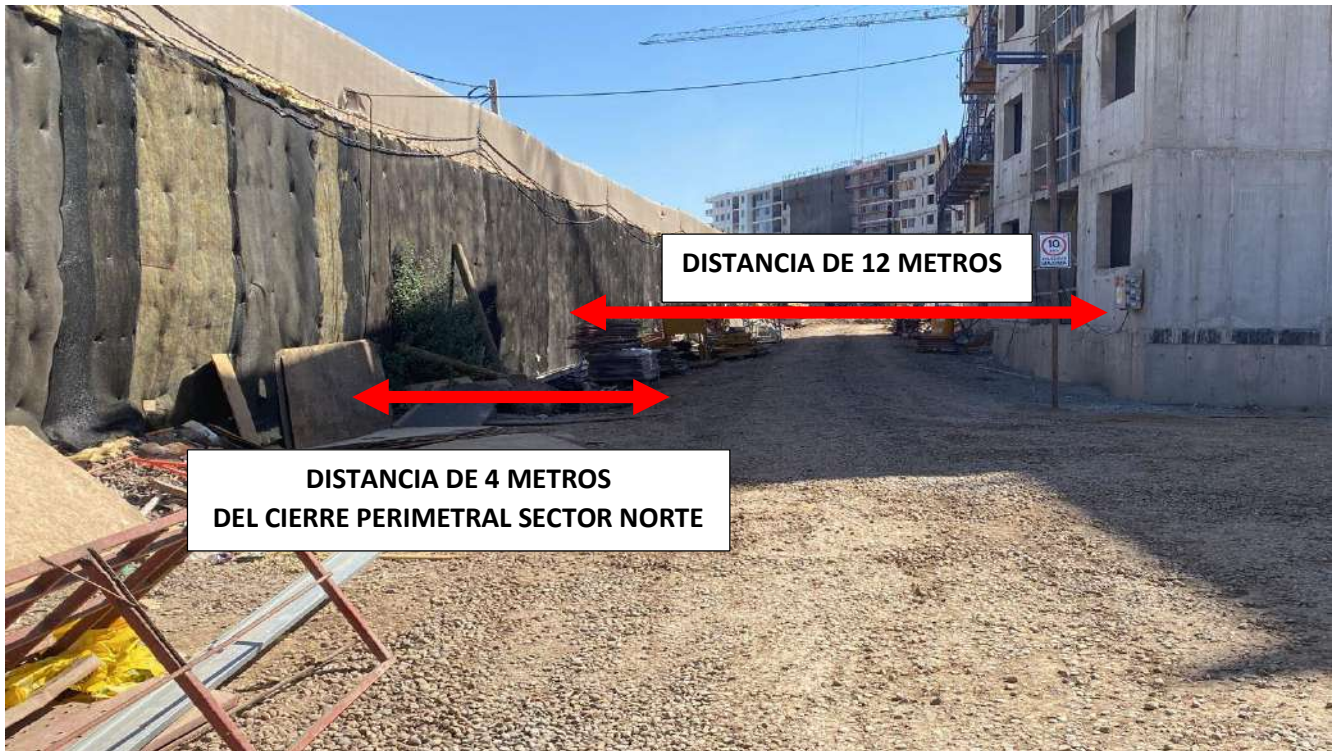 DISTANCIA DE 12 METROS
10
DISTANCIA DE 4 METROS
DEL CIERRE PERIMETRAL SECTOR NORTE